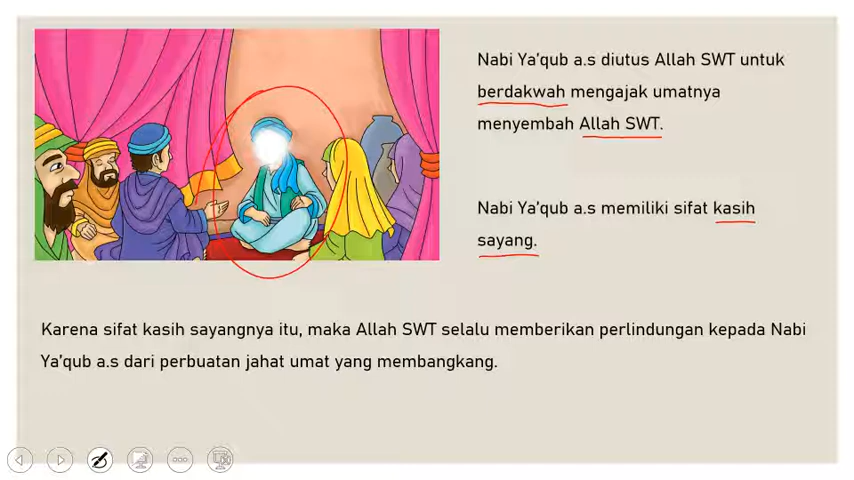 Nabi Ya'qub a.s diutus Allah SWT untuk
berdakwah mengajak umatnya
menyembah Allah SWT.
Nabi Ya'qub a.s memiliki sifat kasih
sayang.
Karena sifat kasih sayangnya itu, maka Allah SWT selalu memberikan perlindungan kepada Nabi
Ya'qub a.s dari perbuatan jahat umat yang membangkang.